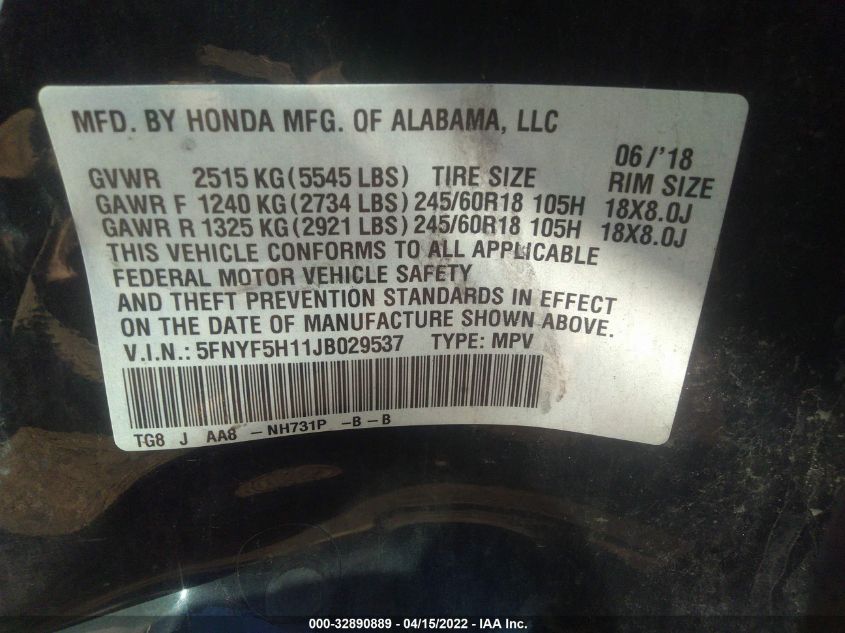 MFD. BY HONDA MFG. OF ALABAMA, LLC
06/'18
GVWR 2515 KG (5545 LBS) TIRE SIZE RIM SIZE
GAWR F 1240 KG (2734 LBS) 245/60R18 105H 18X8.0J
GAWR R 1325 KG (2921 LBS) 245/60R18 105H 18X8.0J
THIS VEHICLE CONFORMS TO ALL APPLICABLE
FEDERAL MOTOR VEHICLE SAFETY
AND THEFT PREVENTION STANDARDS IN EFFECT
ON THE DATE OF MANUFACTURE SHOWN ABOVE.
V.I.N.: 5FNYF5H11JB029537 TYPE: MPV
TG8 J AA8 - NH731P -B-B
000-32890889 - 04/15/2022 - IAA Inc.